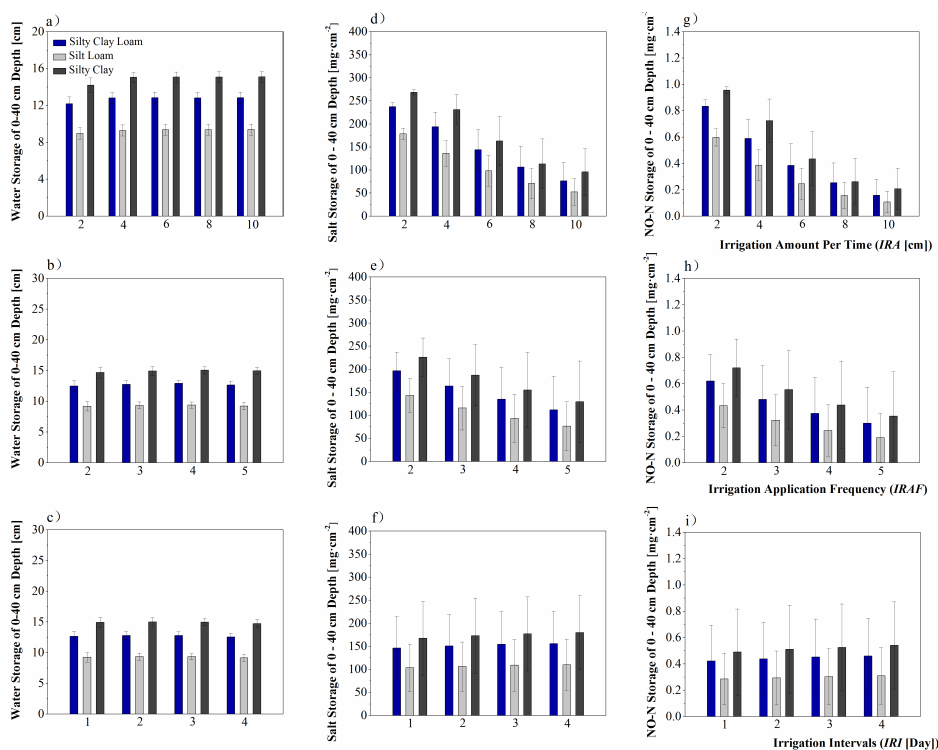 a)
Water Storage of 0-40 cm Depth [cm]
20
16
12
8
4
0
Silty Clay Loam
Silt Loam
Silty Clay
2 4 6 8 10
d)
Salt Storage of 0 - 40 cm Depth [mg·cm-2]
400
350
300
250
200
150
100
50
0
2 4 6 8 10
g)
NO-N Storage of 0 - 40 cm Depth [mg·cm-2]
1.4
1.2
1.0
0.8
0.6
0.4
0.2
0.0
2 4 6 8 10
Irrigation Amount Per Time (IRA [cm])
b)
Water Storage of 0-40 cm Depth [cm]
30
25
20
15
10
5
0
2 3 4 5
e)
Salt Storage of 0 - 40 cm Depth [mg·cm-2]
400
350
300
250
200
150
100
50
0
2 3 4 5
h)
NO-N Storage of 0 - 40 cm Depth [mg·cm-2]
1.4
1.2
1.0
0.8
0.6
0.4
0.2
0.0
2 3 4 5
Irrigation Application Frequency (IRAF)
c)
Water Storage of 0-40 cm Depth [cm]
30
25
20
15
10
5
0
1 2 3 4
f)
Salt Storage of 0 - 40 cm Depth [mg·cm-2]
400
350
300
250
200
150
100
50
0
1 2 3 4
i)
NO-N Storage of 0 - 40 cm Depth [mg·cm-2]
1.4
1.2
1.0
0.8
0.6
0.4
0.2
0.0
1 2 3 4
Irrigation Intervals (IRI [Day])